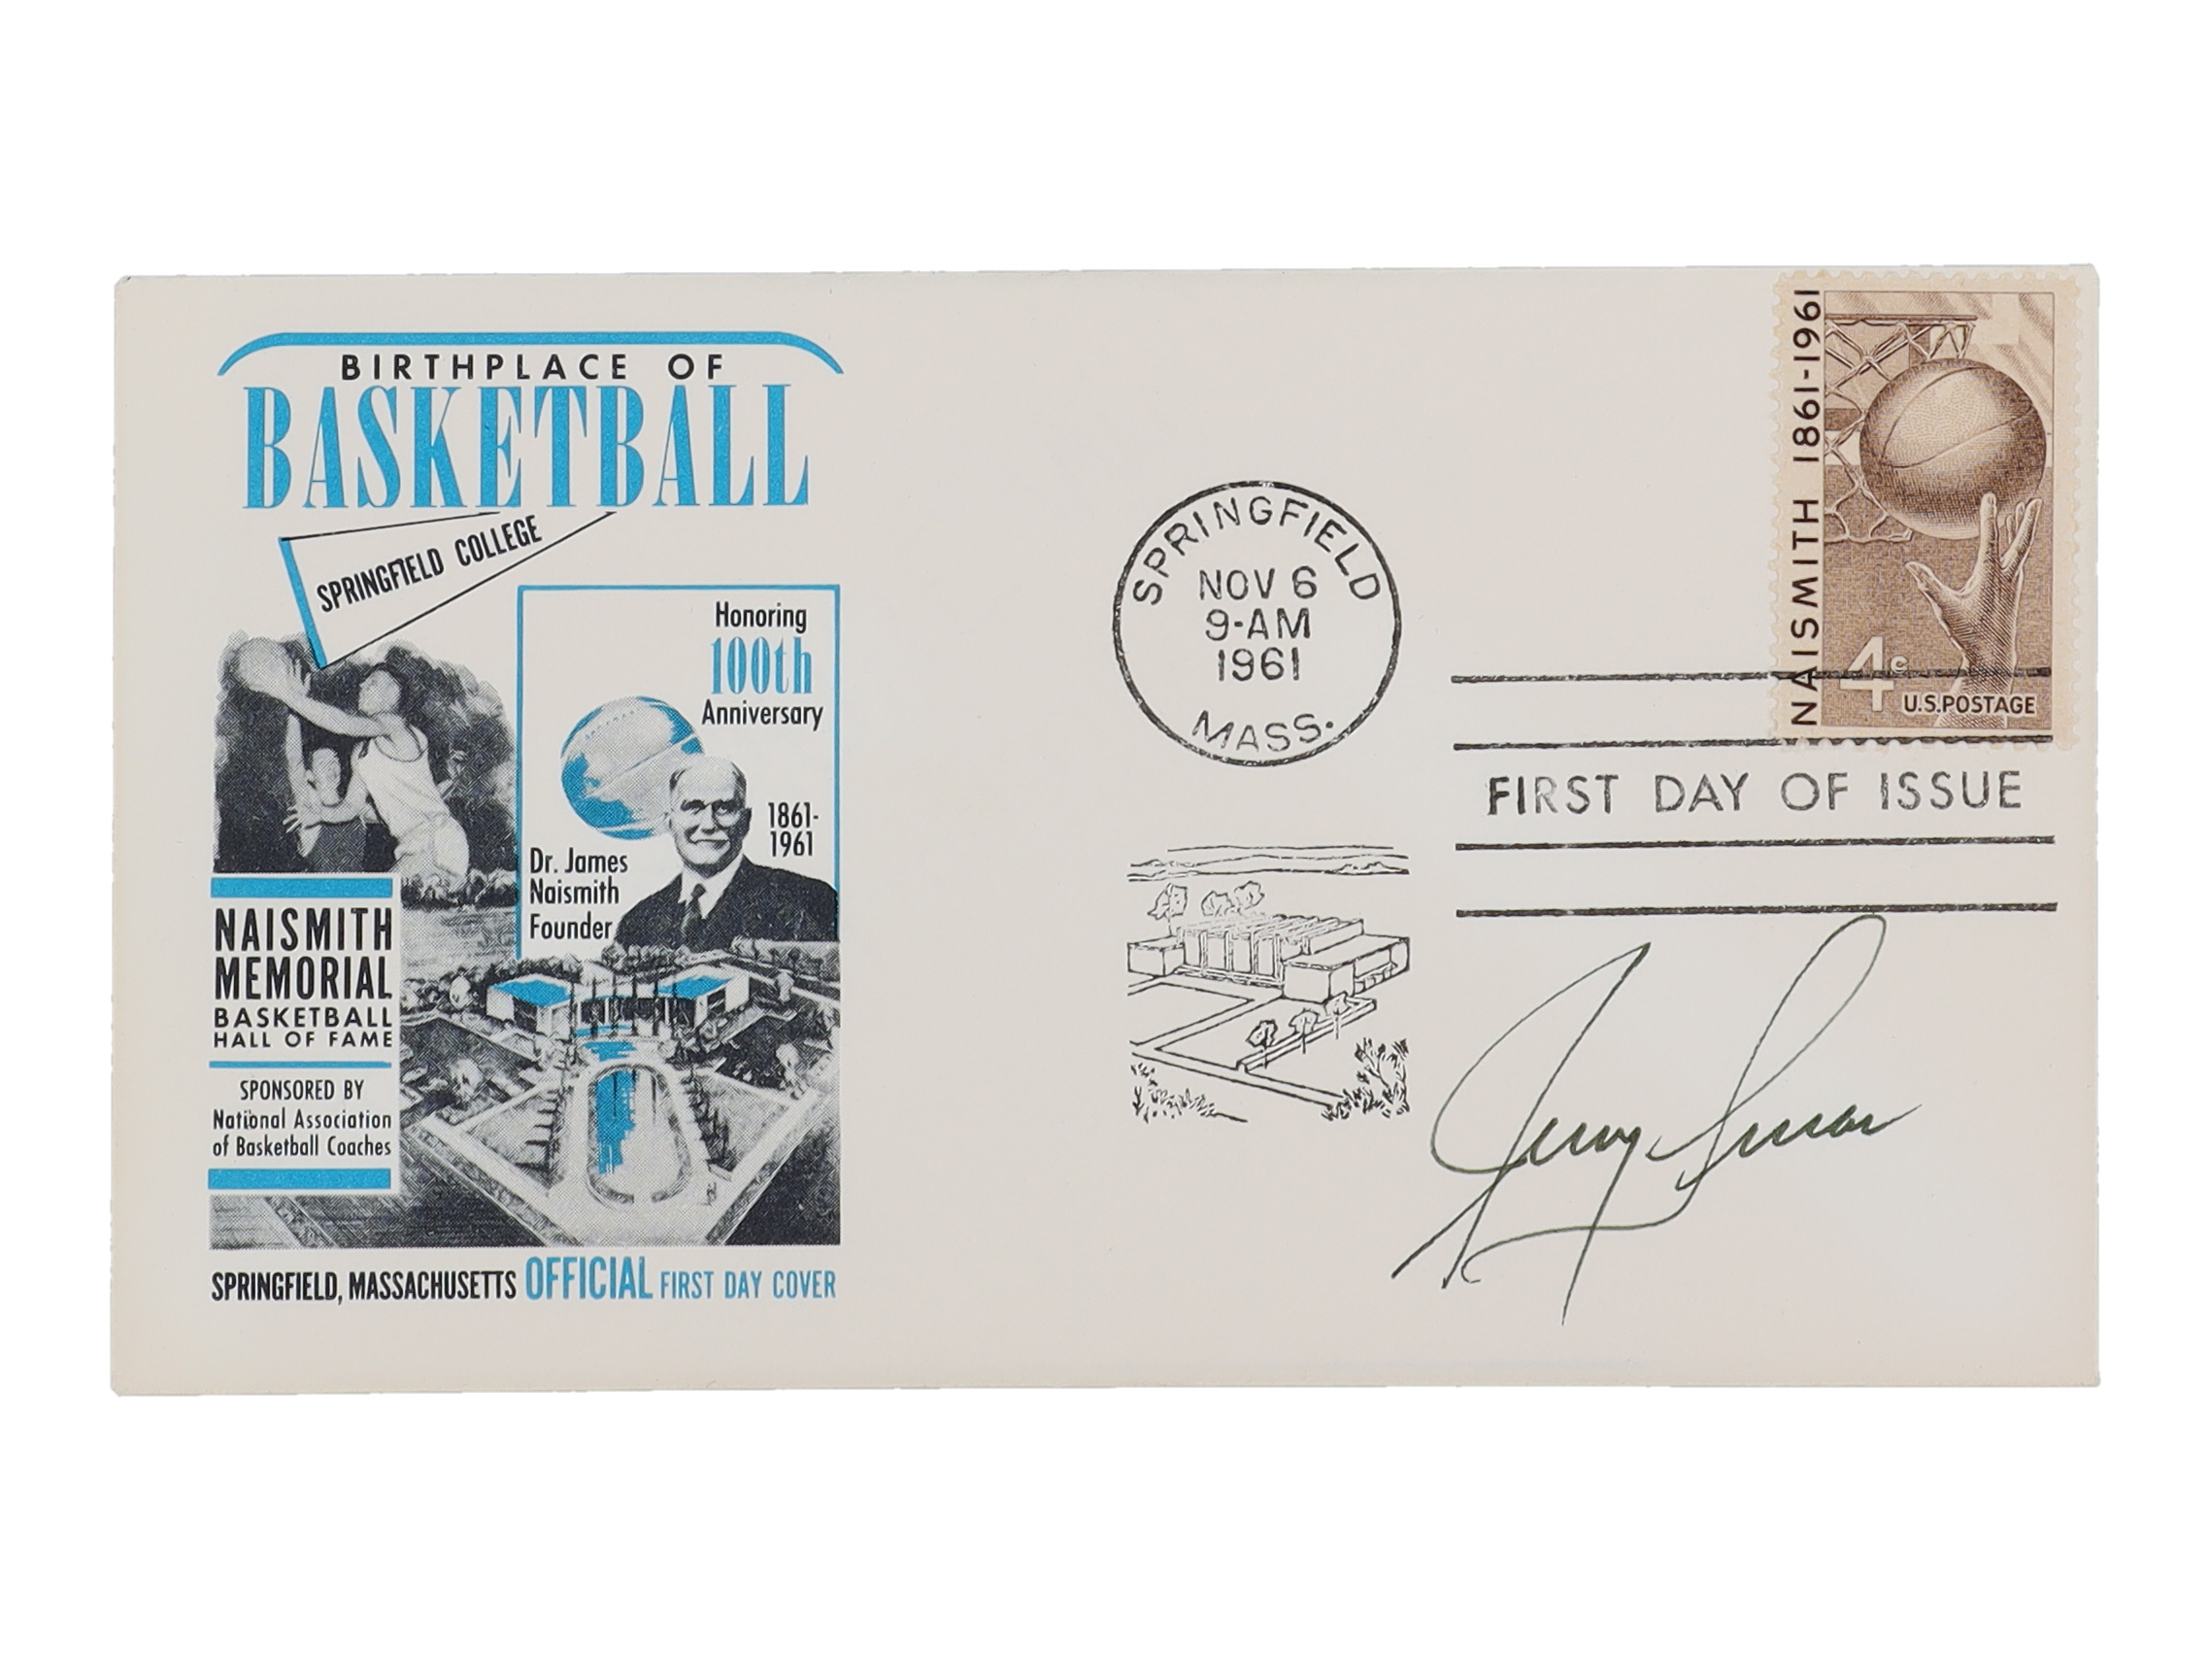 BIRTHPLACE OF
BASKETBALL
SPRINGFIELD COLLEGE
Honoring
100th
Anniversary
1861-
1961
Dr. James
Naismith
Founder
NAISMITH
MEMORIAL
BASKETBALL
HALL OF FAME
SPONSORED BY
National Association
of Basketball Coaches
SPRINGFIELD, MASSACHUSETTS OFFICIAL FIRST DAY COVER
SPRINGFIELD
NOV 6
9-AM
1961
MASS.
NAISMITH 1861-1961
4c
U.S.POSTAGE
FIRST DAY OF ISSUE
Jerry